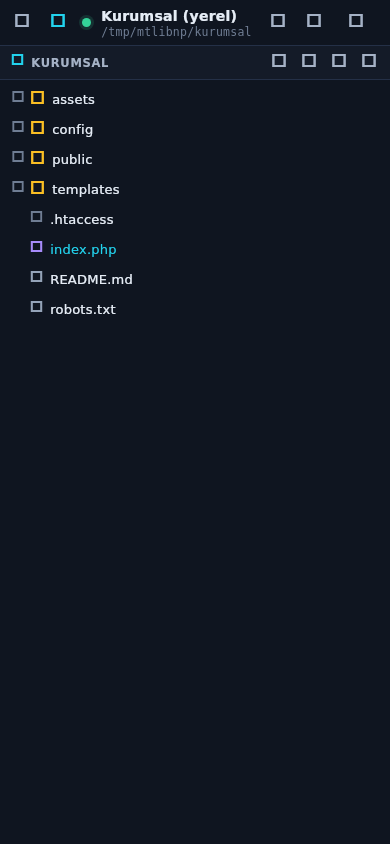 Kurumsal (yerel)
/tmp/mtlibnp/kurumsal
KURUMSAL
assets
config
public
templates
.htaccess
index.php
README.md
robots.txt